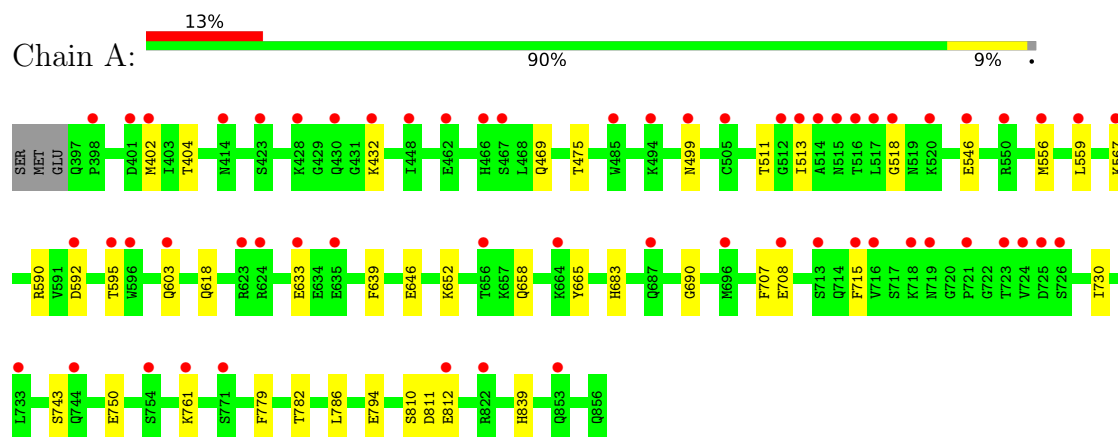 13%
Chain A:
90% 9% •
SER MET GLU Q397 P398 D401 M402 I403 T404 N414 S423 K428 G429 Q430 G431 K432 I448 E462 H466 S467 L468 Q469 T475 W485 K494 N499 C505 T511 G512 I513 A514 N515 T516 L517 G518 N519 K520 E546 R550 M556 L559 K567
R590 V591 D592 T595 W596 Q603 Q618 R623 R624 E633 E634 E635 F639 E646 K652 T656 K657 Q658 K664 Y665 H683 Q687 G690 M696 F707 E708 S713 Q714 F715 V716 S717 K718 N719 G720 P721 G722 T723 V724 D725 S726 I730
L733 S743 Q744 E750 S754 K761 S771 F779 T782 L786 E794 S810 D811 E812 R822 H839 Q853 Q856